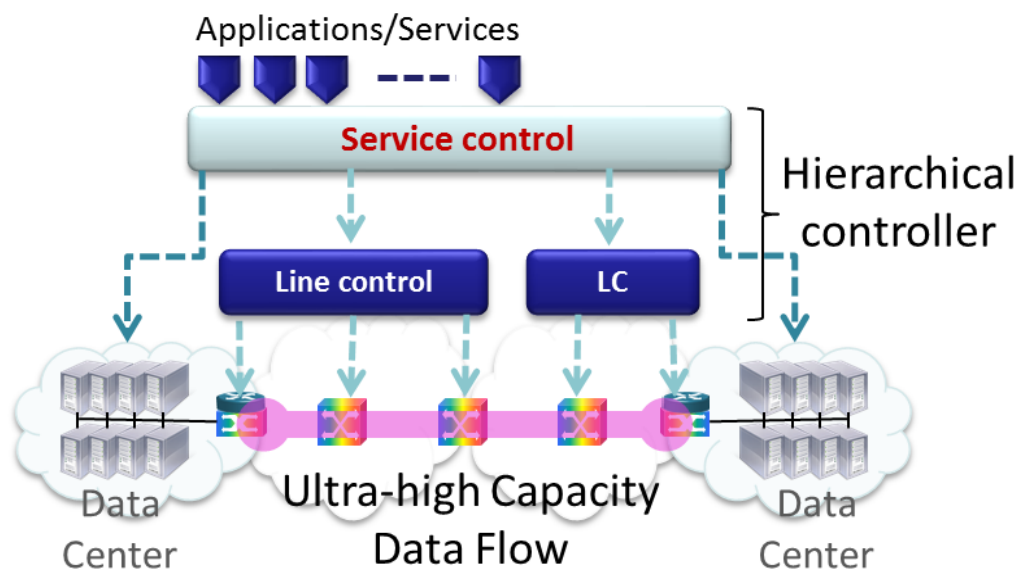 Applications/Services
Service control
Hierarchical
controller
Line control
LC
Ultra-high Capacity
Data Flow
Data
Center
Data
Center